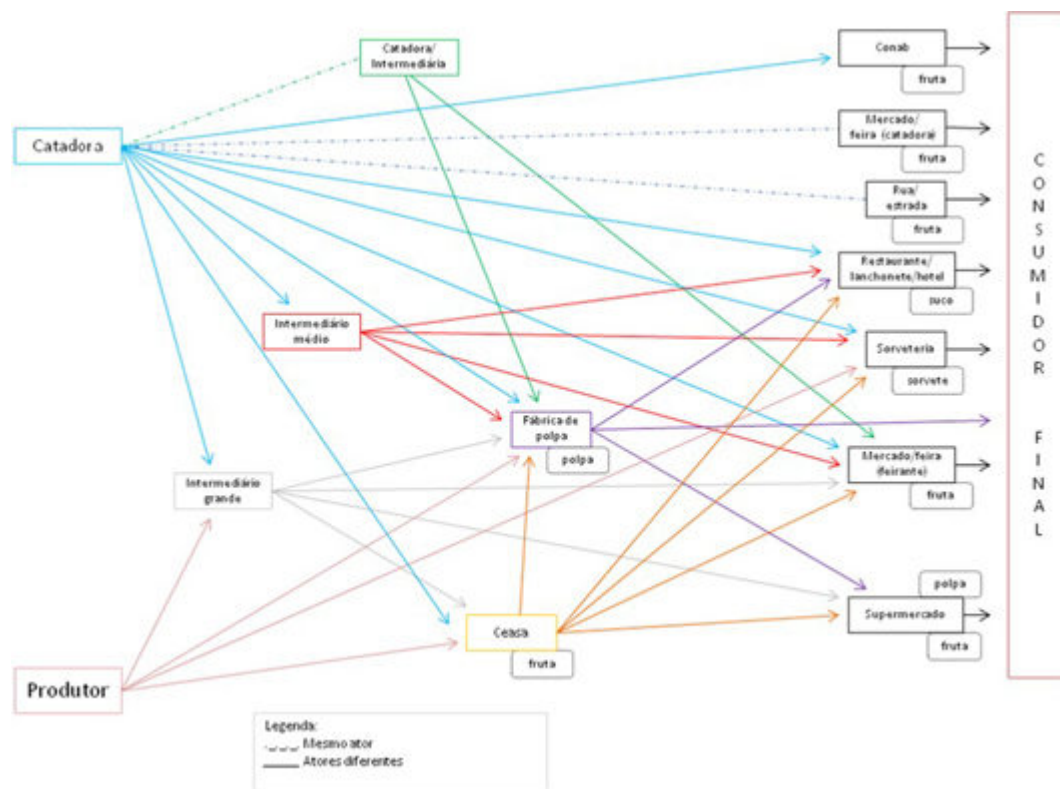 Catadora/
Intermediária
Conab
fruta
Mercado/
feira (catadora)
fruta
Catadora
Rua/
estrada
fruta
Restaurante/
lanchonete/hotel
suco
Intermediário
médio
Sorveteria
sorvete
Fábrica de
polpa
polpa
Mercado/feira
(feirante)
fruta
Intermediário
grande
polpa
Supermercado
fruta
Ceasa
fruta
Produtor
CONSUMIDOR FINAL
Legenda:
Mesmo ator
Atores diferentes